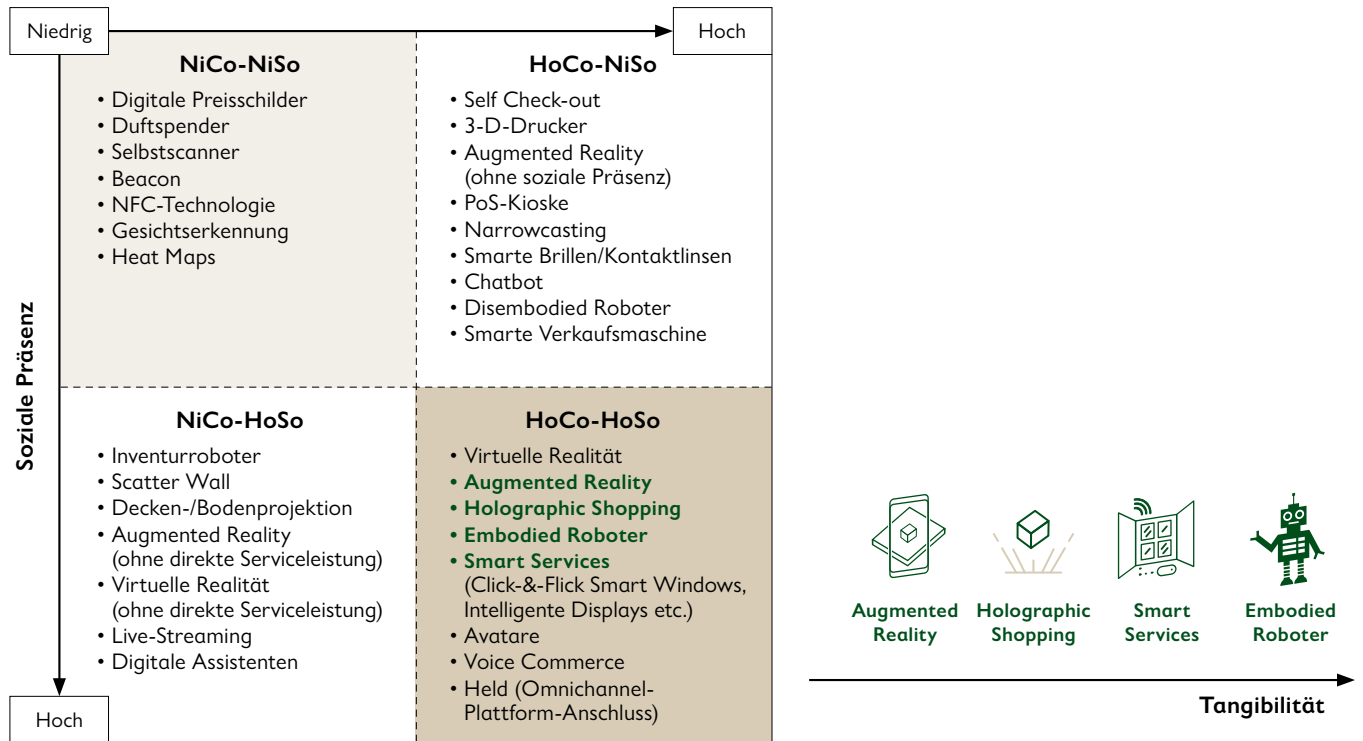 Niedrig
Hoch
NiCo-NiSo
• Digitale Preisschilder
• Duftspender
• Selbstscanner
• Beacon
• NFC-Technologie
• Gesichtserkennung
• Heat Maps
HoCo-NiSo
• Self Check-out
• 3-D-Drucker
• Augmented Reality
(ohne soziale Präsenz)
• PoS-Kioske
• Narrowcasting
• Smarte Brillen/Kontaktlinsen
• Chatbot
• Disembodied Roboter
• Smarte Verkaufsmaschine
Soziale Präsenz
NiCo-HoSo
• Inventurroboter
• Scatter Wall
• Decken-/Bodenprojektion
• Augmented Reality
(ohne direkte Serviceleistung)
• Virtuelle Realität
(ohne direkte Serviceleistung)
• Live-Streaming
• Digitale Assistenten
HoCo-HoSo
• Virtuelle Realität
• Augmented Reality
• Holographic Shopping
• Embodied Roboter
• Smart Services
(Click-&-Flick Smart Windows,
Intelligente Displays etc.)
• Avatare
• Voice Commerce
• Held (Omnichannel-
Plattform-Anschluss)
Hoch
Augmented
Reality
Holographic
Shopping
Smart
Services
Embodied
Roboter
Tangibilität